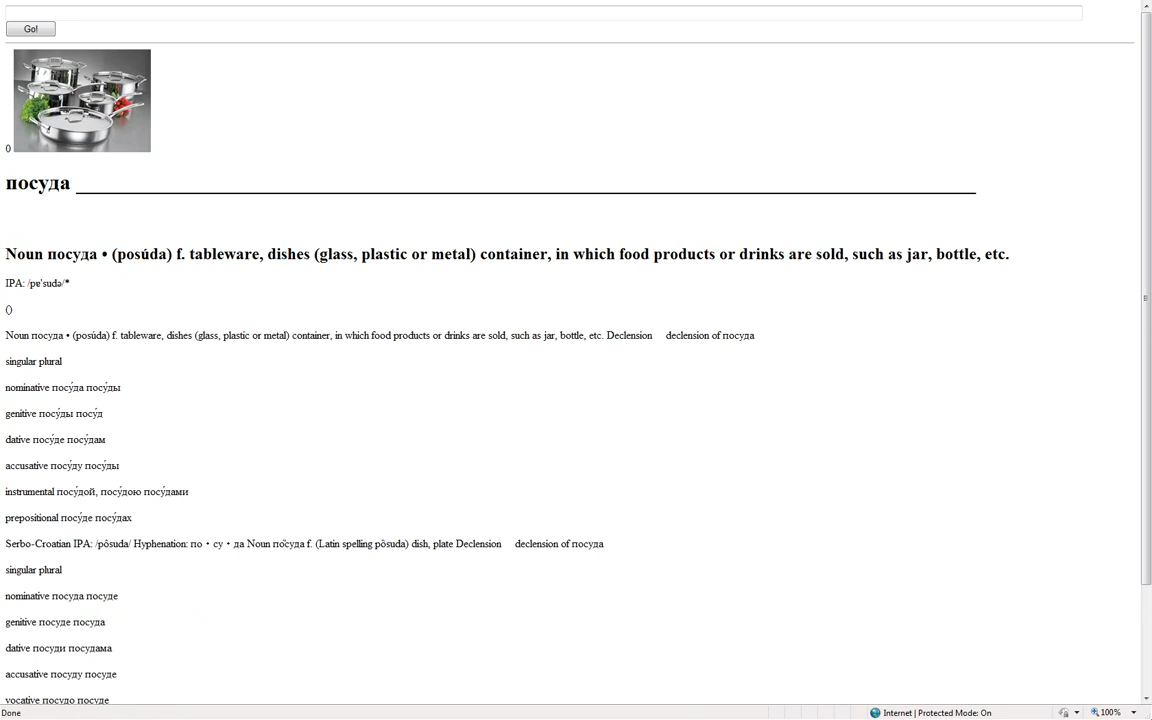 Go!
0
посуда ______________________________________________
Noun посуда • (posúda) f. tableware, dishes (glass, plastic or metal) container, in which food products or drinks are sold, such as jar, bottle, etc.
IPA: /pɐˈsudə/*
()
Noun посуда • (posúda) f. tableware, dishes (glass, plastic or metal) container, in which food products or drinks are sold, such as jar, bottle, etc. Declension declension of посуда
singular plural
nominative посу́да посу́ды
genitive посу́ды посу́д
dative посу́де посу́дам
accusative посу́ду посу́ды
instrumental посу́дой, посу́дою посу́дами
prepositional посу́де посу́дах
Serbo-Croatian IPA: /pôsuda/ Hyphenation: по・су・да Noun по̏суда f. (Latin spelling pȍsuda) dish, plate Declension declension of посуда
singular plural
nominative посуда посуде
genitive посуде посуда
dative посуди посудама
accusative посуду посуде
vocative посудо посуде
Done
Internet | Protected Mode: On
100%